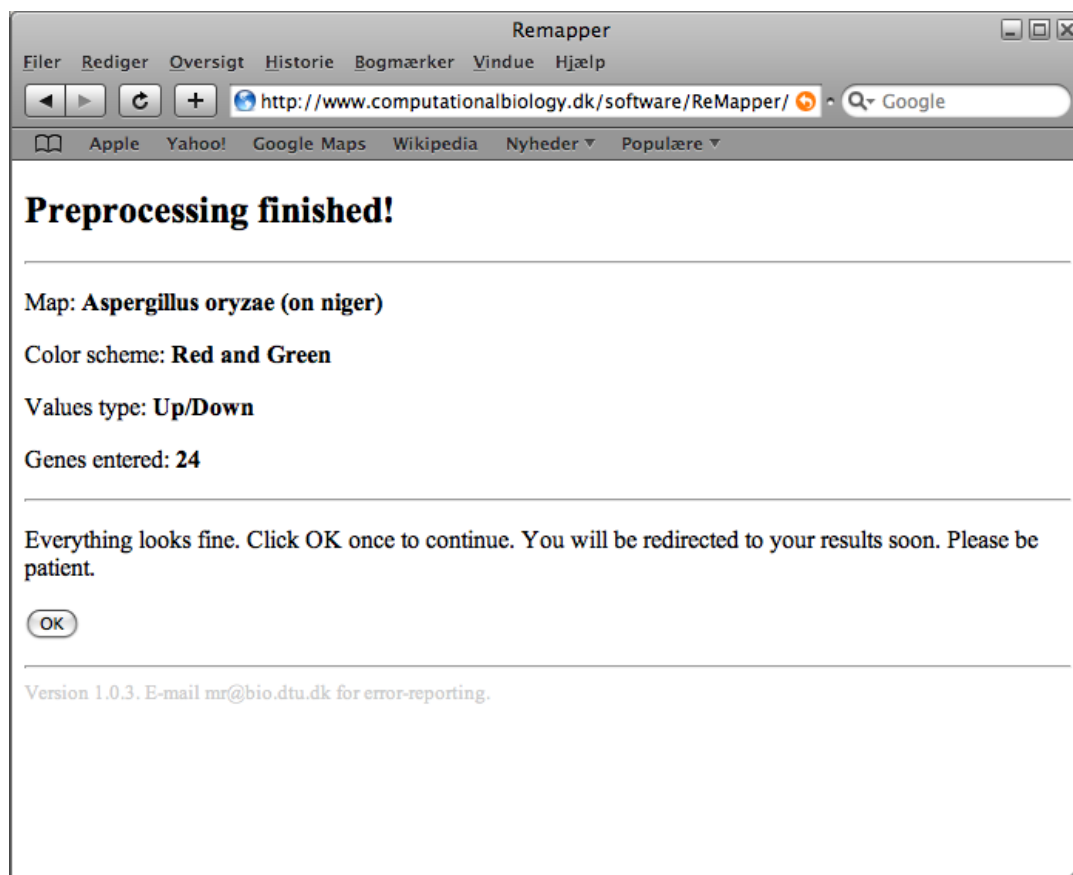 Remapper
Filer Rediger Oversigt Historie Bogmærker Vindue Hjælp
http://www.computationalbiology.dk/software/ReMapper/ Google
Apple Yahoo! Google Maps Wikipedia Nyheder Populære
Preprocessing finished!
Map: Aspergillus oryzae (on niger)
Color scheme: Red and Green
Values type: Up/Down
Genes entered: 24
Everything looks fine. Click OK once to continue. You will be redirected to your results soon. Please be
patient.
OK
Version 1.0.3. E-mail mr@bio.dtu.dk for error-reporting.